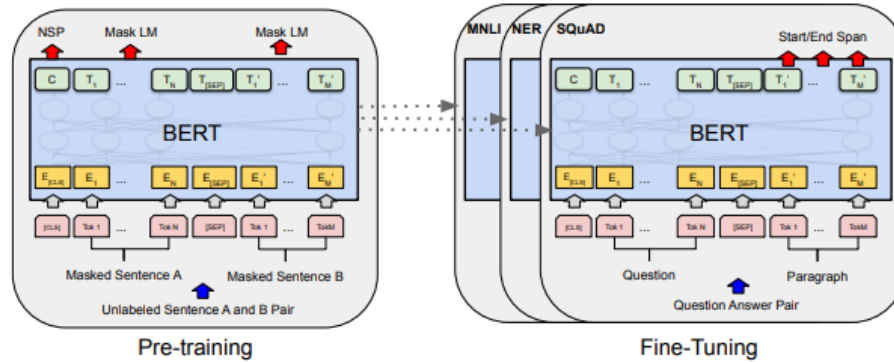 NSP Mask LM Mask LM
C T1 ... TN T[SEP] T1' ... TM'
BERT
E[CLS] E1 ... EN E[SEP] E1' ... EM'
[CLS] Tok 1 ... Tok N [SEP] Tok 1 ... TokM
Masked Sentence A Masked Sentence B
Unlabeled Sentence A and B Pair
Pre-training
MNLI NER SQuAD
Start/End Span
C T1 ... TN T[SEP] T1' ... TM'
BERT
E[CLS] E1 ... EN E[SEP] E1' ... EM'
[CLS] Tok 1 ... Tok N [SEP] Tok 1 ... TokM
Question Paragraph
Question Answer Pair
Fine-Tuning